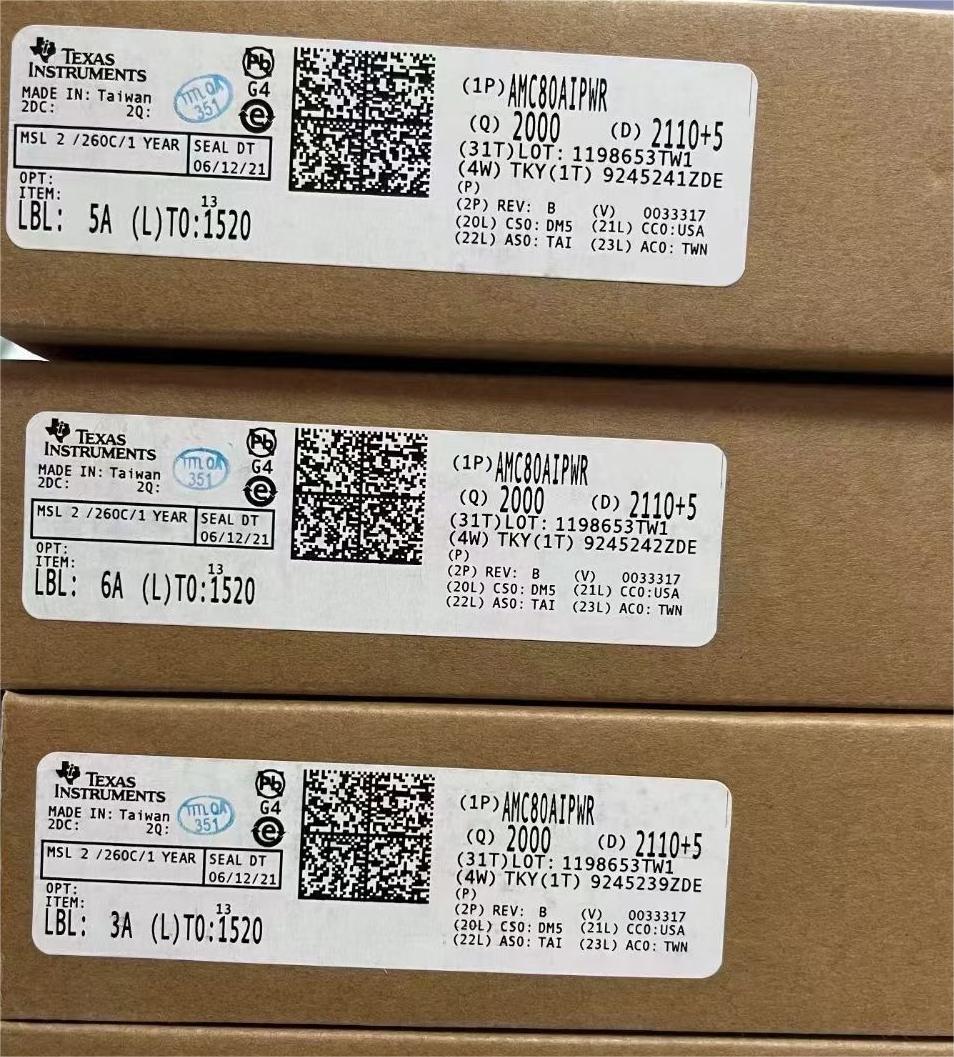 TEXAS
INSTRUMENTS
MADE IN: Taiwan
2DC: 2Q:
TITL QA
351
Pb
G4
e
MSL 2 /260C/1 YEAR
SEAL DT
06/12/21
OPT:
ITEM:
13
LBL: 5A (L)TO:1520
(1P)AMC80AIPWR
(Q) 2000 (D) 2110+5
(31T)LOT: 1198653TW1
(4W) TKY(1T) 9245241ZDE
(P)
(2P) REV: B (V) 0033317
(20L) CSO: DM5 (21L) CCO:USA
(22L) ASO: TAI (23L) ACO: TWN
TEXAS
INSTRUMENTS
MADE IN: Taiwan
2DC: 2Q:
TITL QA
351
Pb
G4
e
MSL 2 /260C/1 YEAR
SEAL DT
06/12/21
OPT:
ITEM:
13
LBL: 6A (L)TO:1520
(1P)AMC80AIPWR
(Q) 2000 (D) 2110+5
(31T)LOT: 1198653TW1
(4W) TKY(1T) 9245242ZDE
(P)
(2P) REV: B (V) 0033317
(20L) CSO: DM5 (21L) CCO:USA
(22L) ASO: TAI (23L) ACO: TWN
TEXAS
INSTRUMENTS
MADE IN: Taiwan
2DC: 2Q:
TITL QA
351
Pb
G4
e
MSL 2 /260C/1 YEAR
SEAL DT
06/12/21
OPT:
ITEM:
13
LBL: 3A (L)TO:1520
(1P)AMC80AIPWR
(Q) 2000 (D) 2110+5
(31T)LOT: 1198653TW1
(4W) TKY(1T) 9245239ZDE
(P)
(2P) REV: B (V) 0033317
(20L) CSO: DM5 (21L) CCO:USA
(22L) ASO: TAI (23L) ACO: TWN